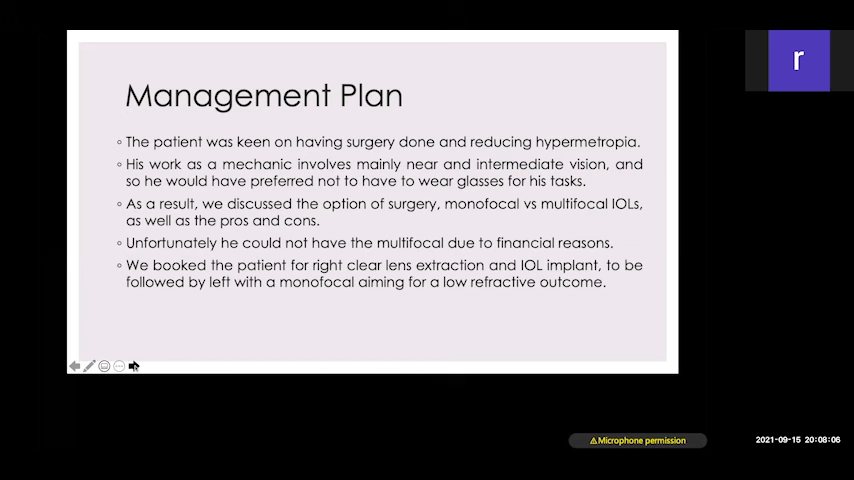 r
Management Plan
◦ The patient was keen on having surgery done and reducing hypermetropia.
◦ His work as a mechanic involves mainly near and intermediate vision, and
so he would have preferred not to have to wear glasses for his tasks.
◦ As a result, we discussed the option of surgery, monofocal vs multifocal IOLs,
as well as the pros and cons.
◦ Unfortunately he could not have the multifocal due to financial reasons.
◦ We booked the patient for right clear lens extraction and IOL implant, to be
followed by left with a monofocal aiming for a low refractive outcome.
⚠Microphone permission
2021-09-15 20:08:06